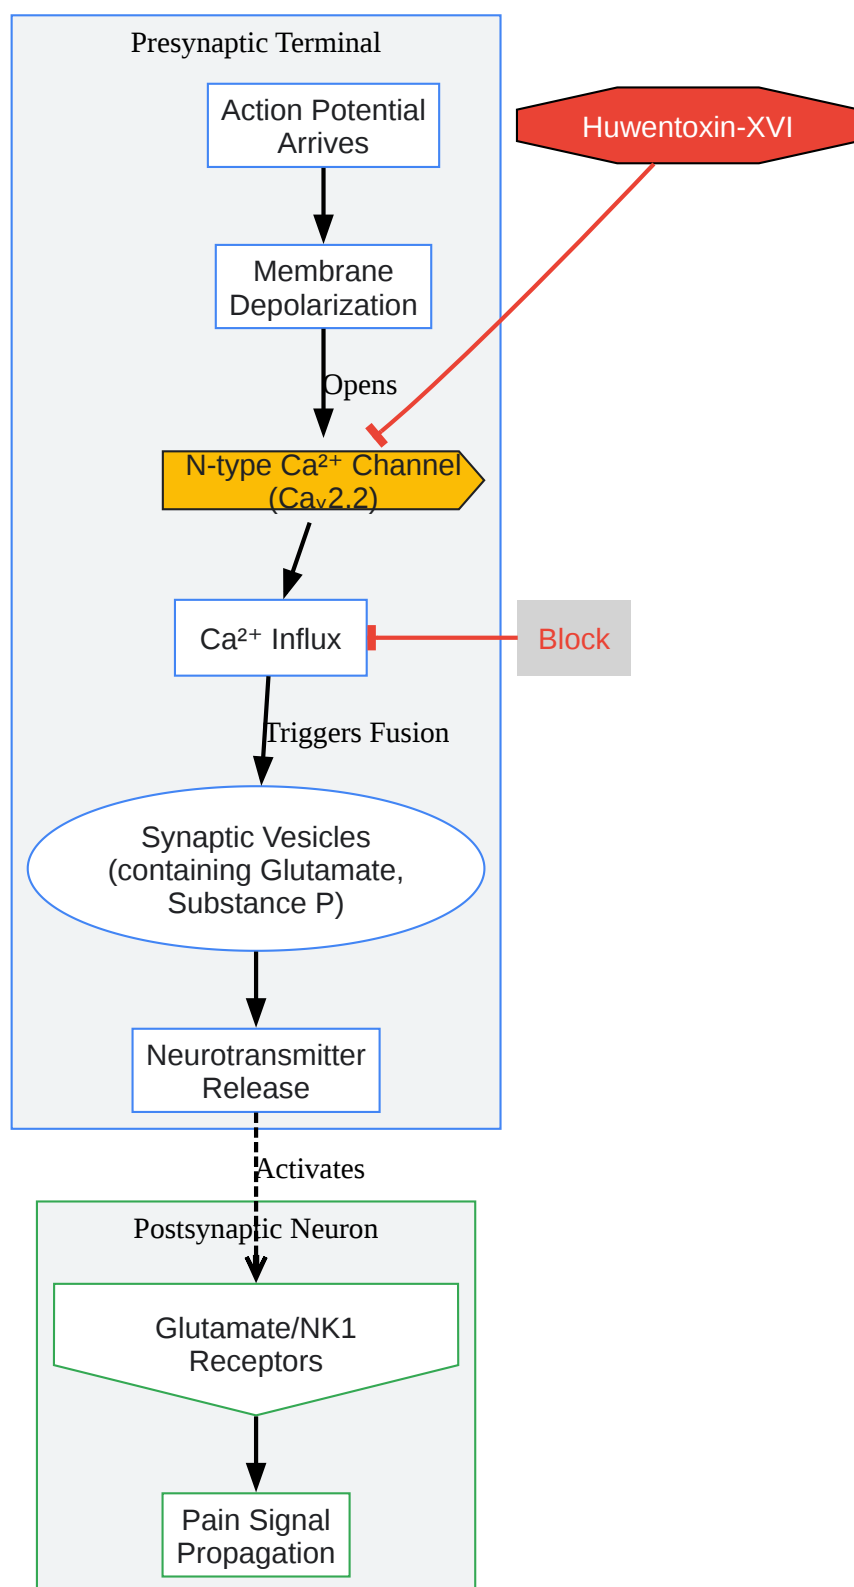 Presynaptic Terminal
Action Potential
Arrives
Huwentoxin-XVI
Membrane
Depolarization
Opens
N-type Ca²⁺ Channel
(Caᵥ2.2)
Ca²⁺ Influx
Block
Triggers Fusion
Synaptic Vesicles
(containing Glutamate,
Substance P)
Neurotransmitter
Release
Activates
Postsynaptic Neuron
Glutamate/NK1
Receptors
Pain Signal
Propagation